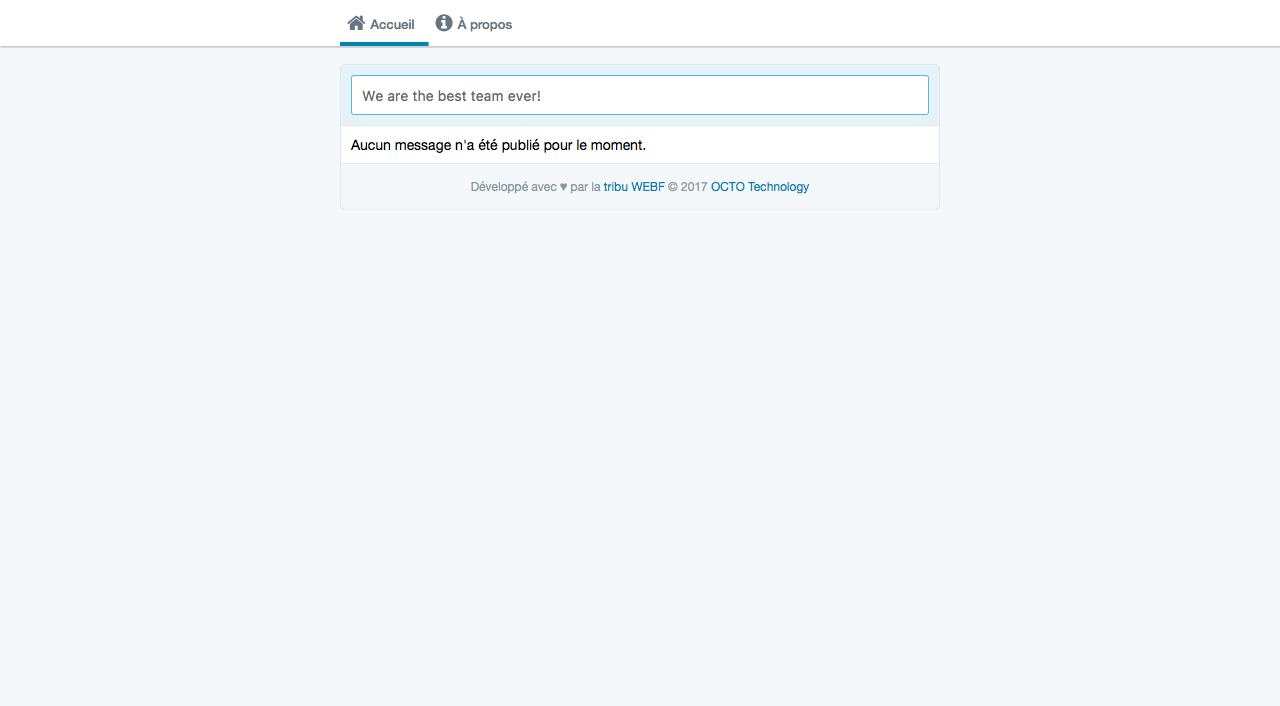 Accueil À propos
We are the best team ever!
Aucun message n'a été publié pour le moment.
Développé avec ♥ par la tribu WEBF © 2017 OCTO Technology